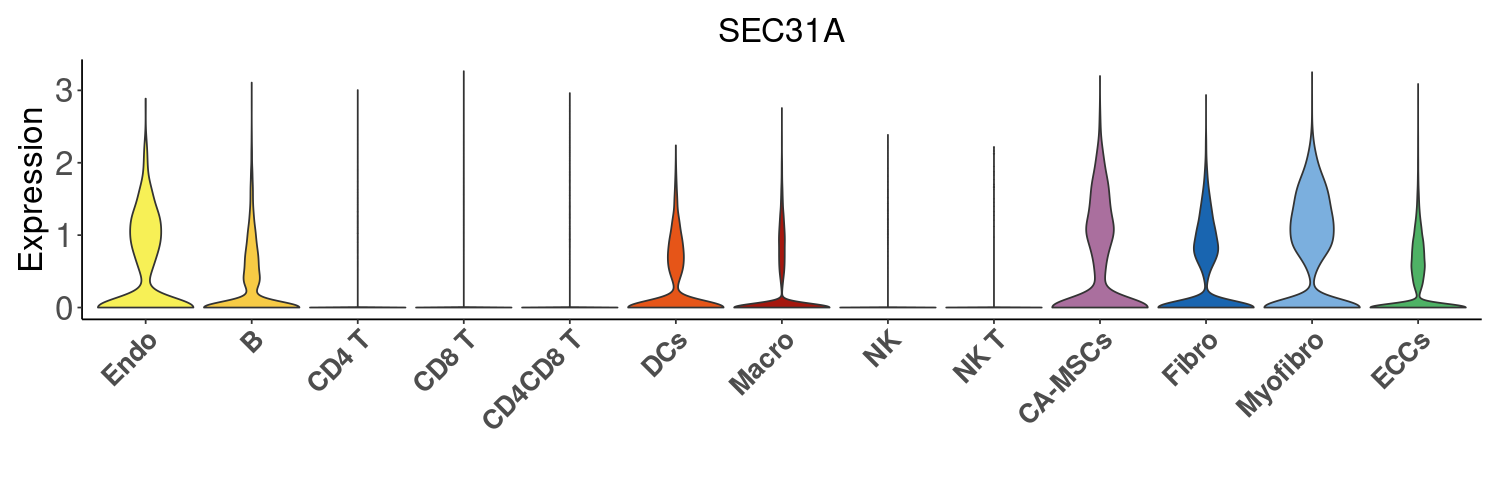 SEC31A
Expression
3
2
1
0
Endo
B
CD4 T
CD8 T
CD4CD8 T
DCs
Macro
NK
NK T
CA-MSCs
Fibro
Myofibro
ECCs